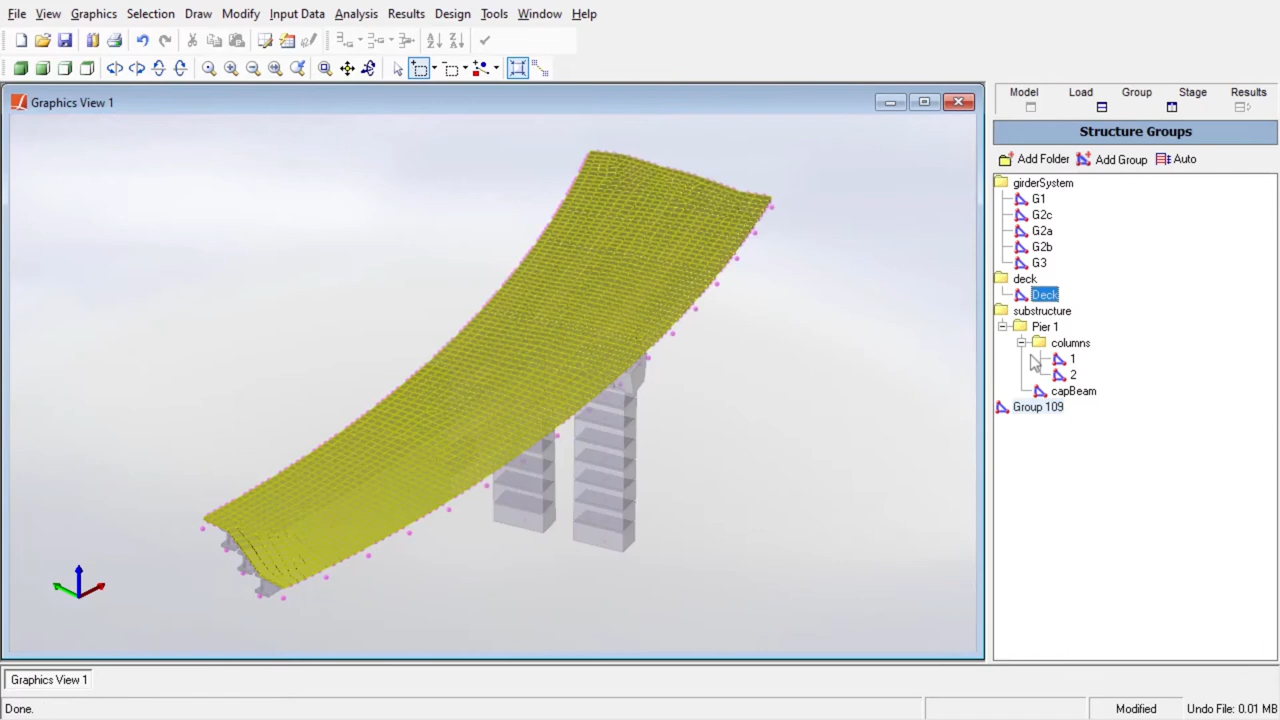 File View Graphics Selection Draw Modify Input Data Analysis Results Design Tools Window Help
Graphics View 1
Model Load Group Stage Results
Structure Groups
Add Folder Add Group Auto
girderSystem
G1
G2c
G2a
G2b
G3
deck
Deck
substructure
Pier 1
columns
1
2
capBeam
Group 109
Graphics View 1
Done. Modified Undo File: 0.01 MB